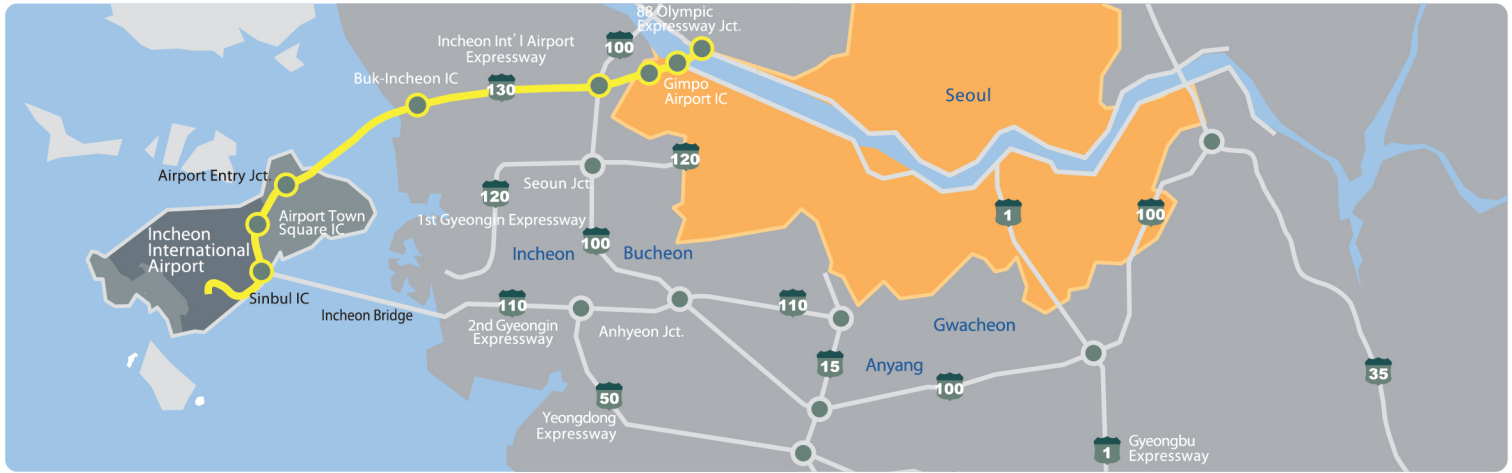 88 Olympic
Expressway Jct.
Incheon Int' l Airport
Expressway
100
Buk-Incheon IC
130
Gimpo
Airport IC
Seoul
120
Airport Entry Jct.
Seoun Jct.
120
1st Gyeongin Expressway
Airport Town
Square IC
1
100
Incheon
International
Airport
100
Incheon
Bucheon
Sinbul IC
Incheon Bridge
110
110
2nd Gyeongin
Expressway
Anhyeon Jct.
Gwacheon
15
Anyang
100
35
50
Yeongdong
Expressway
1
Gyeongbu
Expressway